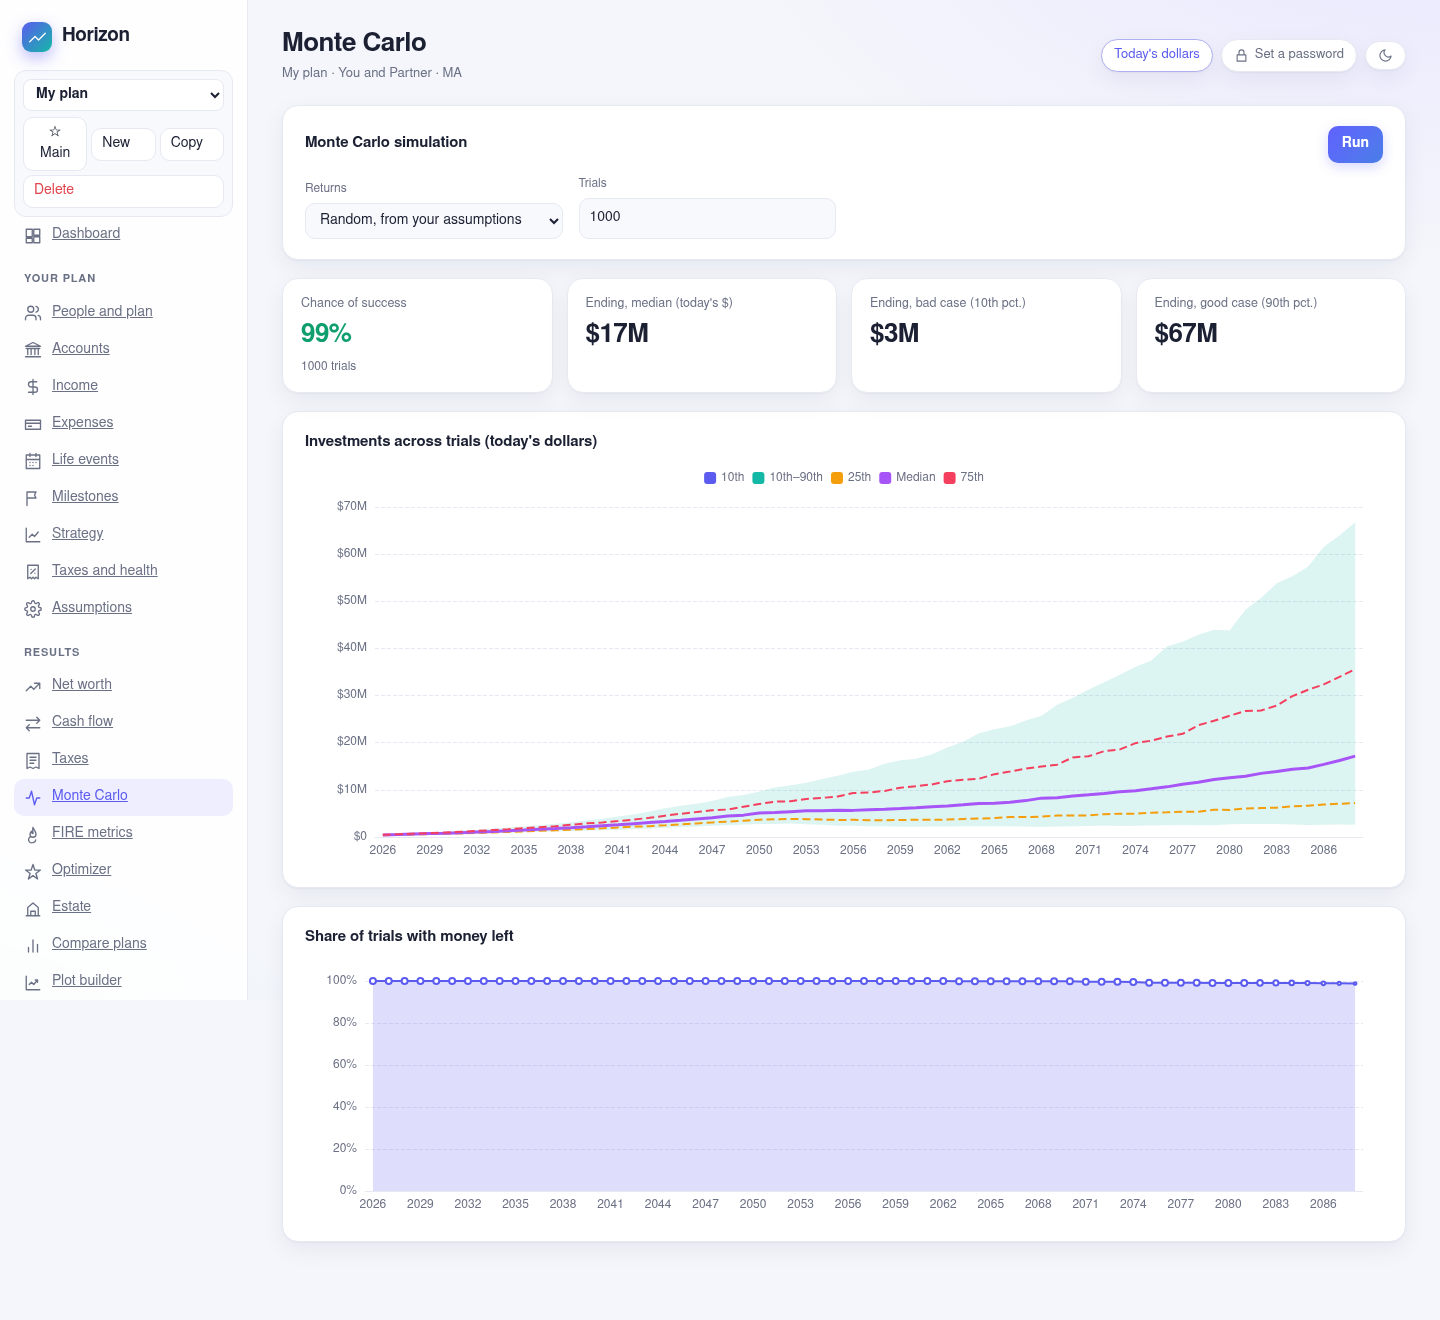 Horizon
My plan
☆
Main
New
Copy
Delete
Dashboard
YOUR PLAN
People and plan
Accounts
Income
Expenses
Life events
Milestones
Strategy
Taxes and health
Assumptions
RESULTS
Net worth
Cash flow
Taxes
Monte Carlo
FIRE metrics
Optimizer
Estate
Compare plans
Plot builder
Monte Carlo
My plan · You and Partner · MA
Today's dollars
Set a password
Monte Carlo simulation
Run
Returns
Random, from your assumptions
Trials
1000
Chance of success
99%
1000 trials
Ending, median (today's $)
$17M
Ending, bad case (10th pct.)
$3M
Ending, good case (90th pct.)
$67M
Investments across trials (today's dollars)
10th 10th–90th 25th Median 75th
$70M
$60M
$50M
$40M
$30M
$20M
$10M
$0
2026 2029 2032 2035 2038 2041 2044 2047 2050 2053 2056 2059 2062 2065 2068 2071 2074 2077 2080 2083 2086
Share of trials with money left
100%
80%
60%
40%
20%
0%
2026 2029 2032 2035 2038 2041 2044 2047 2050 2053 2056 2059 2062 2065 2068 2071 2074 2077 2080 2083 2086